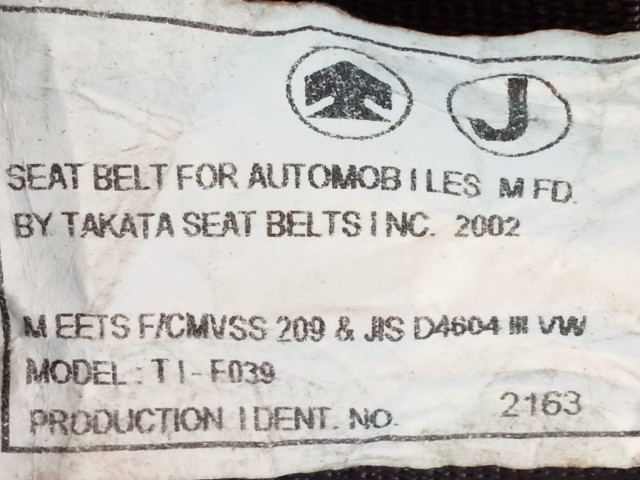 J
SEAT BELT FOR AUTOMOBILES MFD.
BY TAKATA SEAT BELTS INC. 2002
MEETS F/CMVSS 209 & JIS D4604 III VW
MODEL: TI-E039
PRODUCTION IDENT. NO. 2163